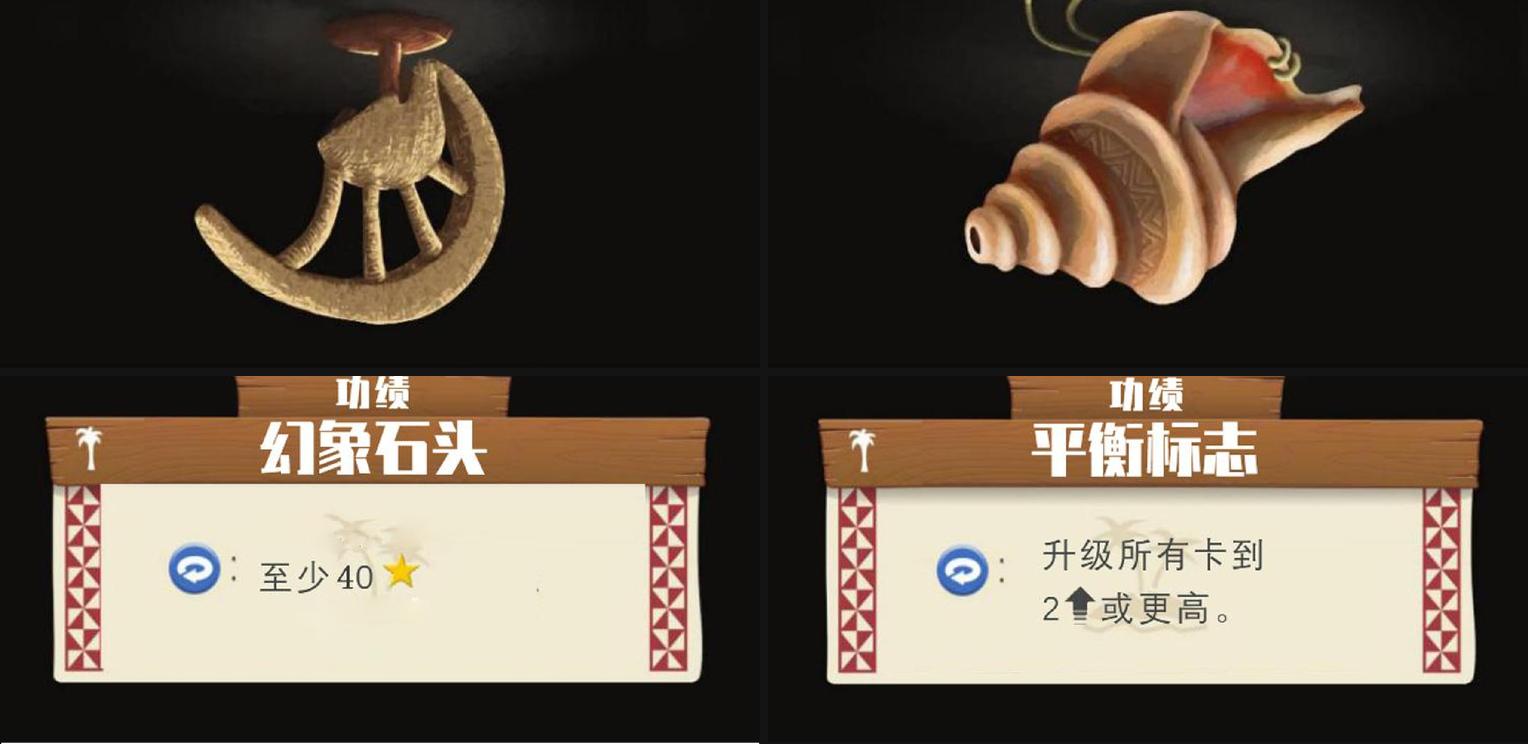 功绩
幻象石头
: 至少40
功绩
平衡标志
: 升级所有卡到
2或更高。